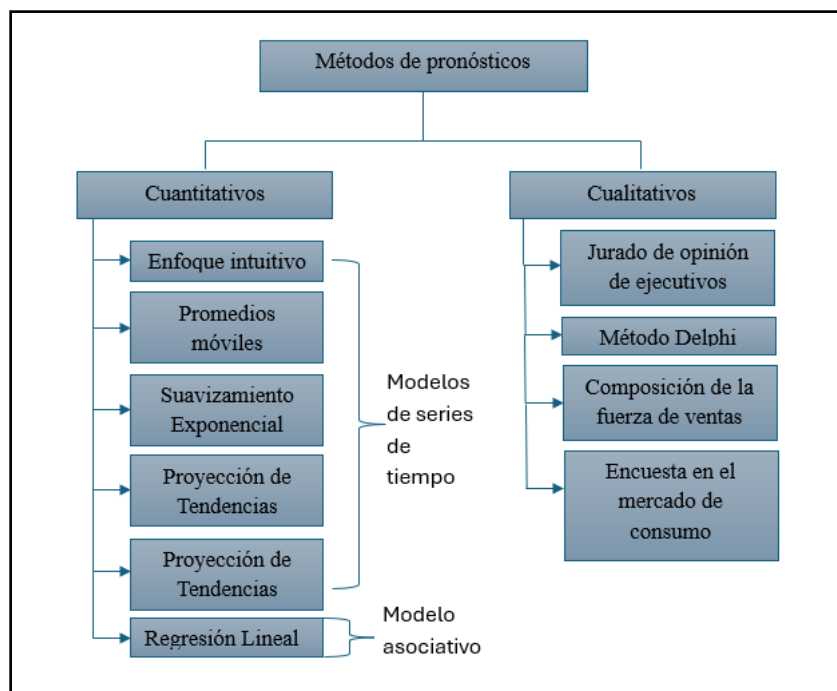 Métodos de pronósticos
Cuantitativos
Enfoque intuitivo
Promedios
móviles
Suavizamiento
Exponencial
Proyección de
Tendencias
Proyección de
Tendencias
Regresión Lineal
Modelos
de series
de
tiempo
Modelo
asociativo
Cualitativos
Jurado de opinión
de ejecutivos
Método Delphi
Composición de la
fuerza de ventas
Encuesta en el
mercado de
consumo